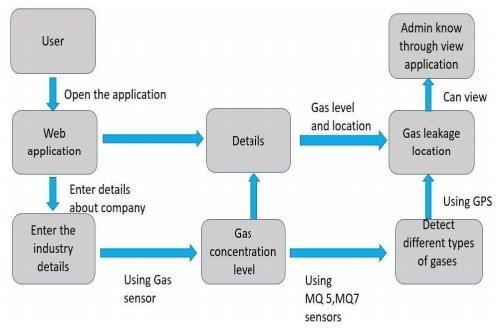 User
Open the application
Web
application
Enter details
about company
Enter the
industry
details
Using Gas
sensor
Details
Gas
concentration
level
Gas level
and location
Using
MQ 5,MQ7
sensors
Admin know
through view
application
Can view
Gas leakage
location
Using GPS
Detect
different types
of gases